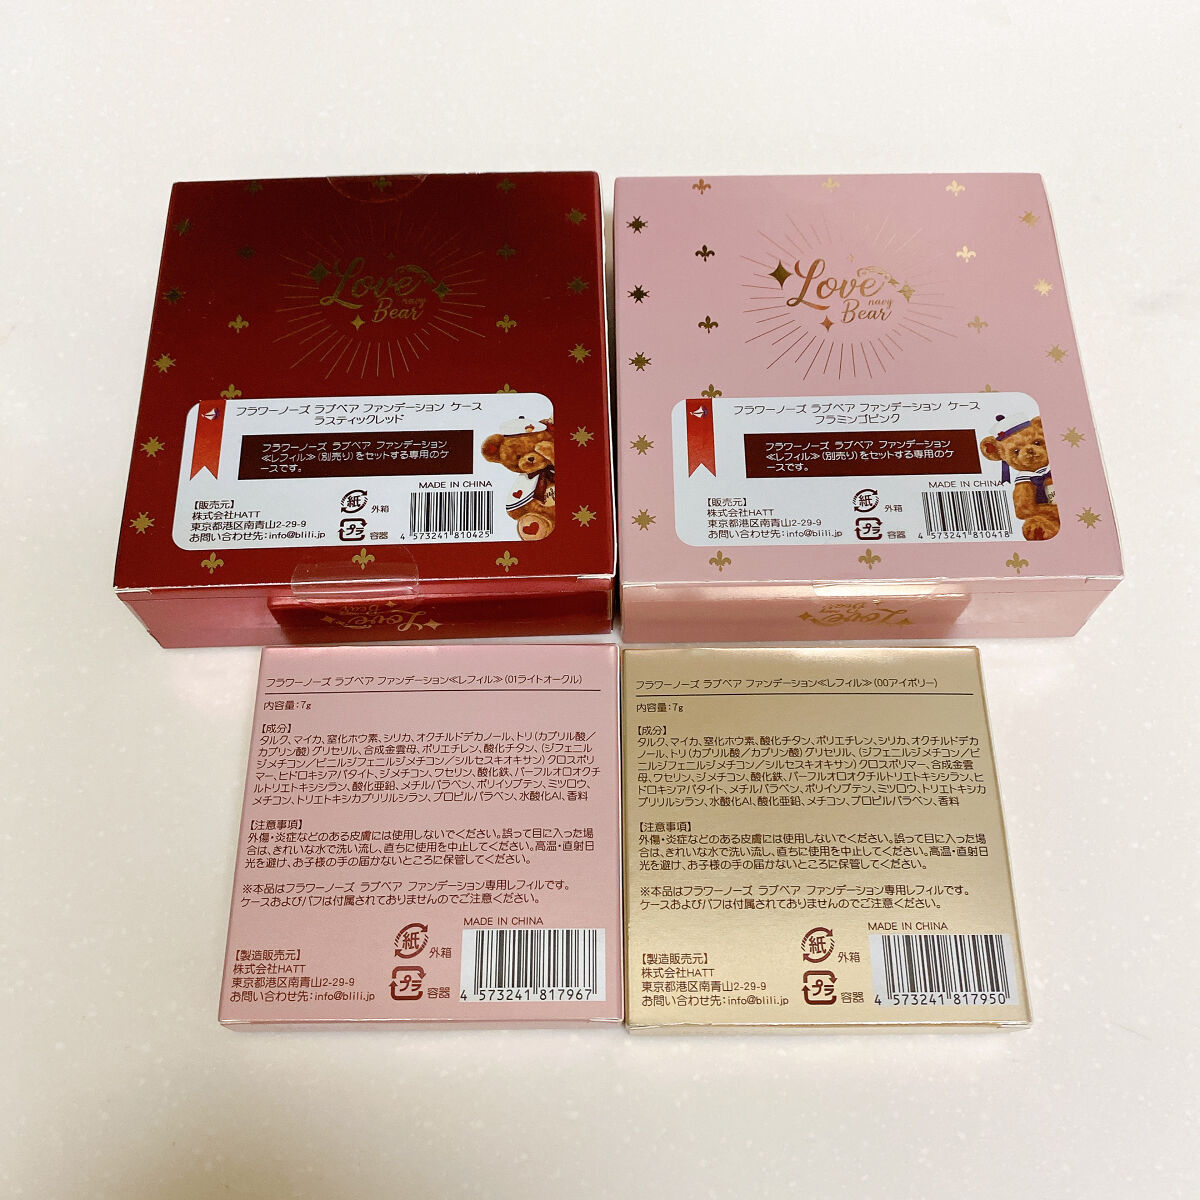 Love
navy
Bear
フラワーノーズ ラブベア ファンデーション ケース
ラスティックレッド
フラワーノーズ ラブベア ファンデーション
≪レフィル≫(別売り)をセットする専用のケ
ースです。
MADE IN CHINA
【販売元】
株式会社HATT
東京都港区南青山2-29-9
お問い合わせ先:info@blili.jp
紙 外箱
プラ 容器
4 573241 810425
Love
Bear
Love
navy
Bear
フラワーノーズ ラブベア ファンデーション ケース
フラミンゴピンク
フラワーノーズ ラブベア ファンデーション
≪レフィル≫(別売り)をセットする専用のケ
ースです。
MADE IN CHINA
【販売元】
株式会社HATT
東京都港区南青山2-29-9
お問い合わせ先:info@blili.jp
紙 外箱
プラ 容器
4 573241 810418
Love
Bear
フラワーノーズ ラブベア ファンデーション≪レフィル≫(01ライトオークル)
内容量:7g
【成分】
タルク、マイカ、窒化ホウ素、シリカ、オクチルドデカノール、トリ(カプリル酸/
カプリン酸)グリセリル、合成金雲母、ポリエチレン、酸化チタン、(ジフェニル
ジメチコン/ビニルジフェニルジメチコン/シルセスキオキサン)クロスポリ
マー、ヒドロキシアパタイト、ジメチコン、ワセリン、酸化鉄、パーフルオロオクチ
ルトリエトキシシラン、酸化亜鉛、メチルパラベン、ポリイソブテン、ミツロウ、
メチコン、トリエトキシカプリリルシラン、プロピルパラベン、水酸化Al、香料
【注意事項】
外傷・炎症などのある皮膚には使用しないでください。誤って目に入った場
合は、きれいな水で洗い流し、直ちに使用を中止してください。高温・直射日
光を避け、お子様の手の届かないところに保管してください。
※本品はフラワーノーズ ラブベア ファンデーション専用レフィルです。
ケースおよびパフは付属されておりませんのでご注意ください。
MADE IN CHINA
【製造販売元】
株式会社HATT
東京都港区南青山2-29-9
お問い合わせ先:info@blili.jp
紙 外箱
プラ 容器
4 573241 817967
フラワーノーズ ラブベア ファンデーション≪レフィル≫(00アイボリー)
内容量:7g
【成分】
タルク、マイカ、窒化ホウ素、酸化チタン、ポリエチレン、シリカ、オクチルドデカ
ノール、トリ(カプリル酸/カプリン酸)グリセリル、(ジフェニルジメチコン/ビ
ニルジフェニルジメチコン/シルセスキオキサン)クロスポリマー、合成金雲
母、ワセリン、ジメチコン、酸化鉄、パーフルオロオクチルトリエトキシシラン、ヒ
ドロキシアパタイト、メチルパラベン、ポリイソブテン、ミツロウ、トリエトキシカ
プリリルシラン、水酸化Al、酸化亜鉛、メチコン、プロピルパラベン、香料
【注意事項】
外傷・炎症などのある皮膚には使用しないでください。誤って目に入った場
合は、きれいな水で洗い流し、直ちに使用を中止してください。高温・直射日
光を避け、お子様の手の届かないところに保管してください。
※本品はフラワーノーズ ラブベア ファンデーション専用レフィルです。
ケースおよびパフは付属されておりませんのでご注意ください。
MADE IN CHINA
【製造販売元】
株式会社HATT
東京都港区南青山2-29-9
お問い合わせ先:info@blili.jp
紙 外箱
プラ 容器
4 573241 817950